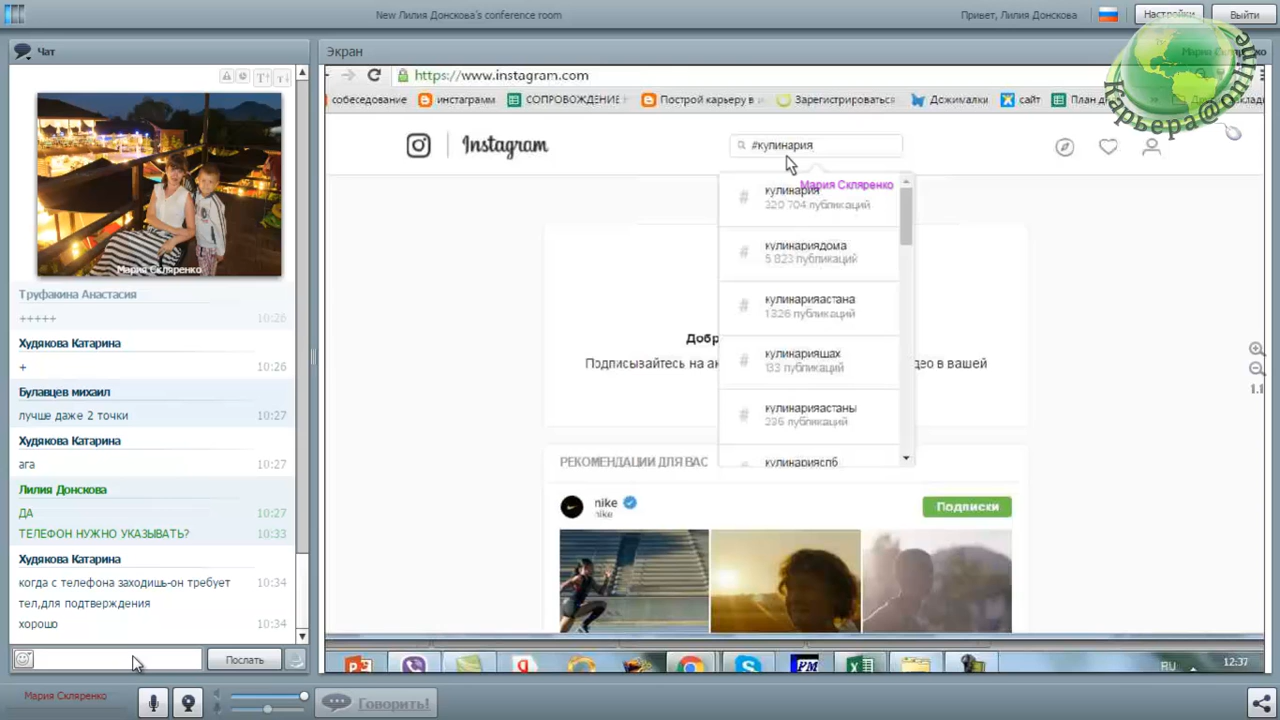 New Лилия Донскова's conference room
Привет, Лилия Донскова
Настройки
Выйти
Карьера@online
Чат
Мария Скляренко
Труфакина Анастасия
+++++ 10:26
Худякова Катарина
+ 10:26
Булавцев михаил
лучше даже 2 точки 10:27
Худякова Катарина
ага 10:27
Лилия Донскова
ДА 10:27
ТЕЛЕФОН НУЖНО УКАЗЫВАТЬ? 10:33
Худякова Катарина
когда с телефона заходишь-он требует 10:34
тел,для подтверждения
хорошо 10:34
Послать
Мария Скляренко
Говорить!
Экран
https://www.instagram.com
собеседование
инстаграмм
СОПРОВОЖДЕНИЕ
Построй карьеру в
Зарегистрироваться
Дожималки
сайт
План д
Instagram
#кулинария
Мария Скляренко
# кулинария
320 704 публикаций
# кулинариядома
5 823 публикаций
# кулинарияастана
1 326 публикаций
# кулинарияшах
133 публикаций
# кулинарияастаны
236 публикаций
# кулинарияспб
Добр
Подписывайтесь на ак
део в вашей
РЕКОМЕНДАЦИИ ДЛЯ ВАС
nike
nike
Подписки
1.1
RU
12:37